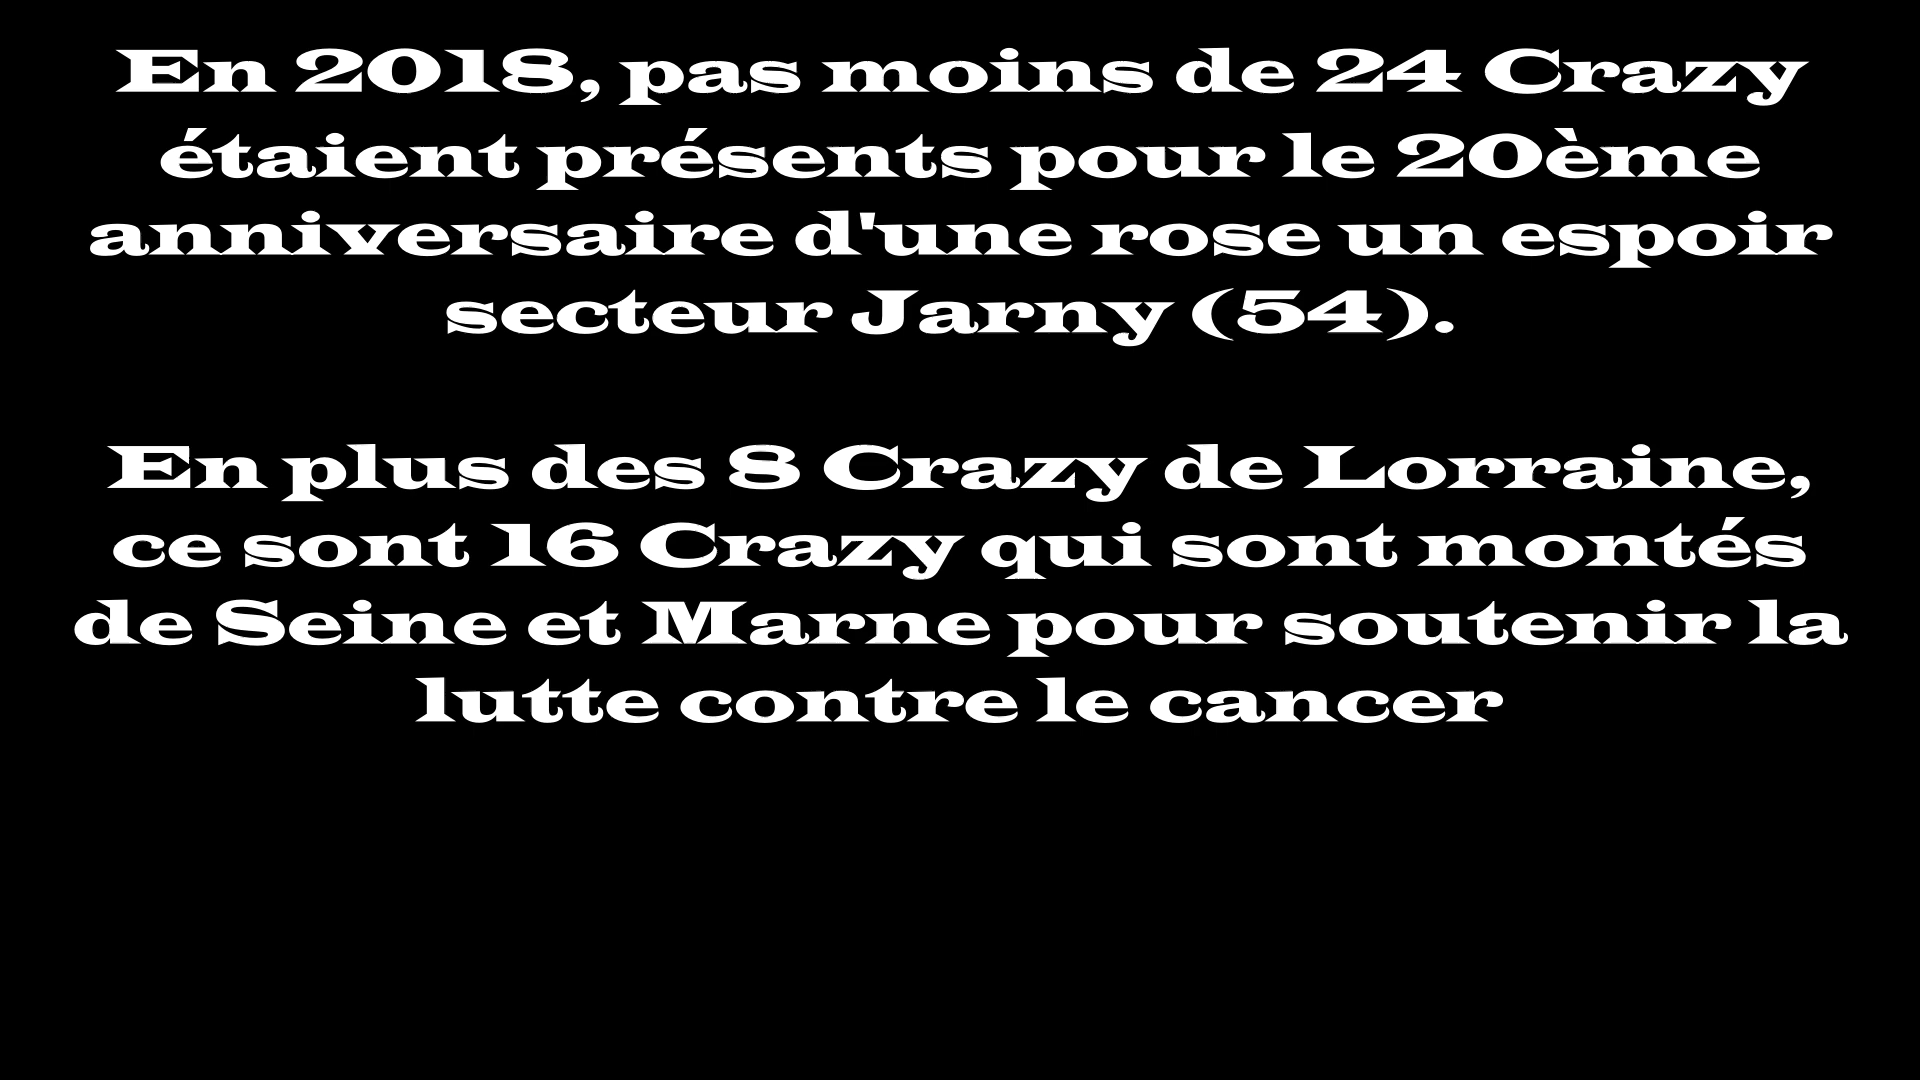 En 2018, pas moins de 24 Crazy
étaient présents pour le 20ème
anniversaire d'une rose un espoir
secteur Jarny (54).
En plus des 8 Crazy de Lorraine,
ce sont 16 Crazy qui sont montés
de Seine et Marne pour soutenir la
lutte contre le cancer